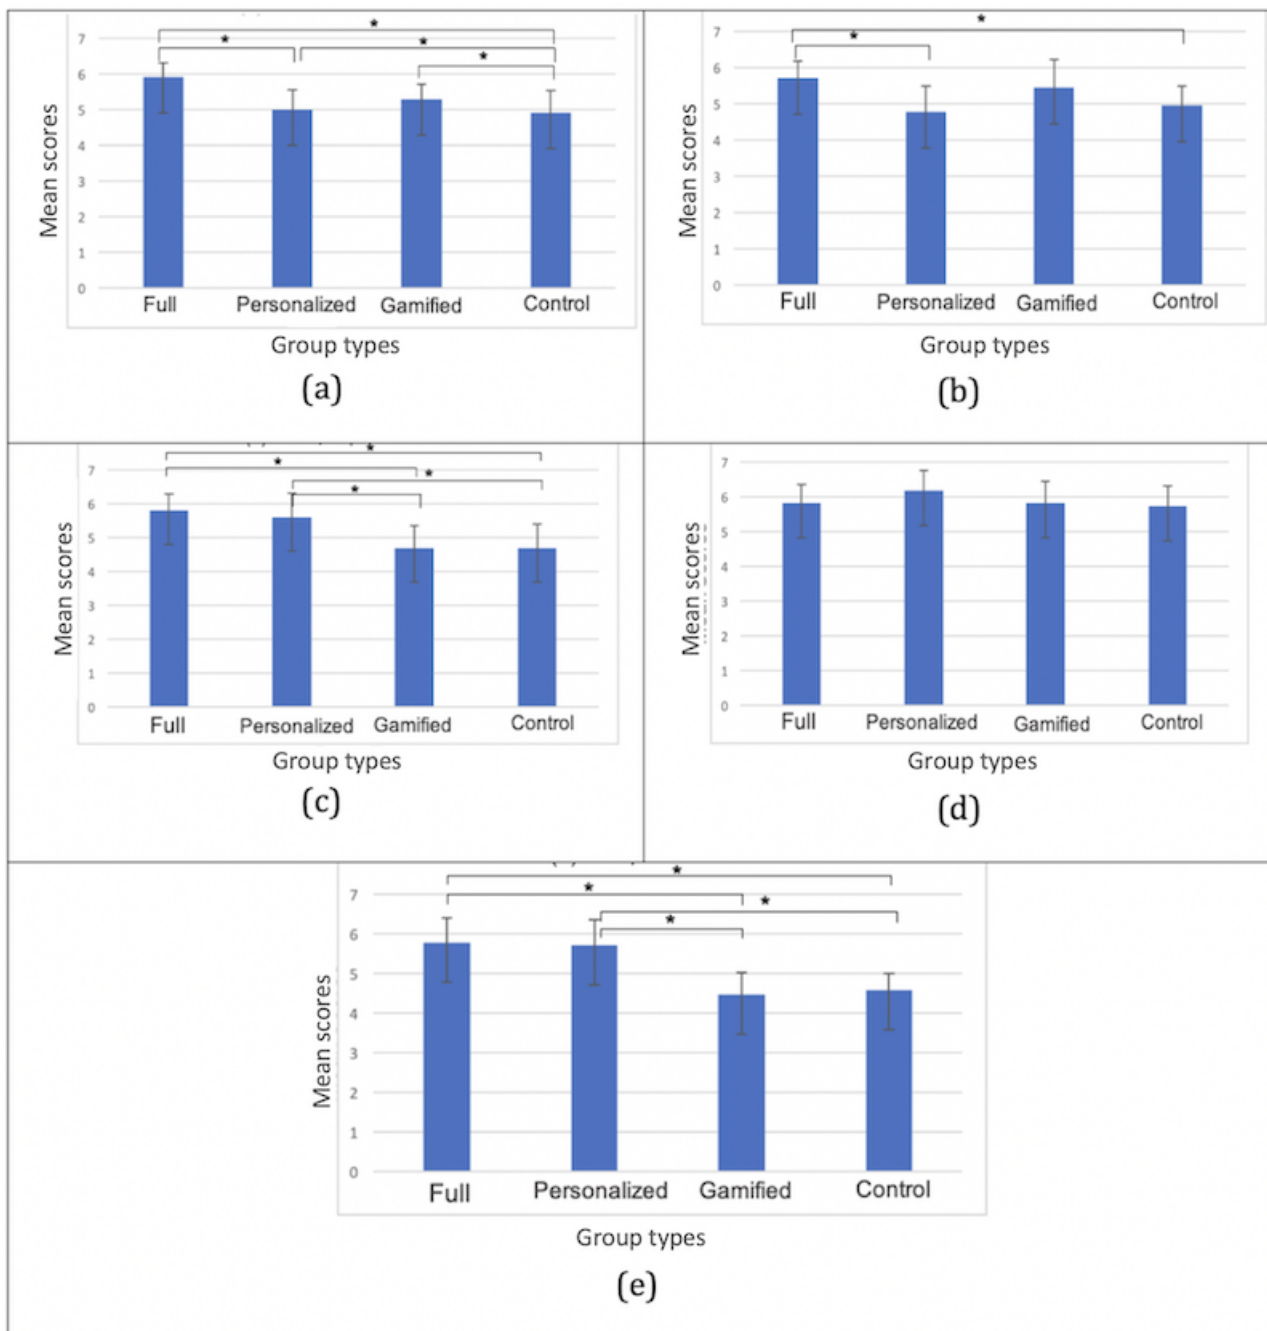 *
*
*
*
7
6
5
4
3
2
1
0
Mean scores
Full Personalized Gamified Control
Group types
(a)
*
*
7
6
5
4
3
2
1
0
Mean scores
Full Personalized Gamified Control
Group types
(b)
*
*
*
*
7
6
5
4
3
2
1
0
Mean scores
Full Personalized Gamified Control
Group types
(c)
7
6
5
4
3
2
1
0
Mean scores
Full Personalized Gamified Control
Group types
(d)
*
*
*
*
7
6
5
4
3
2
1
0
Mean scores
Full Personalized Gamified Control
Group types
(e)